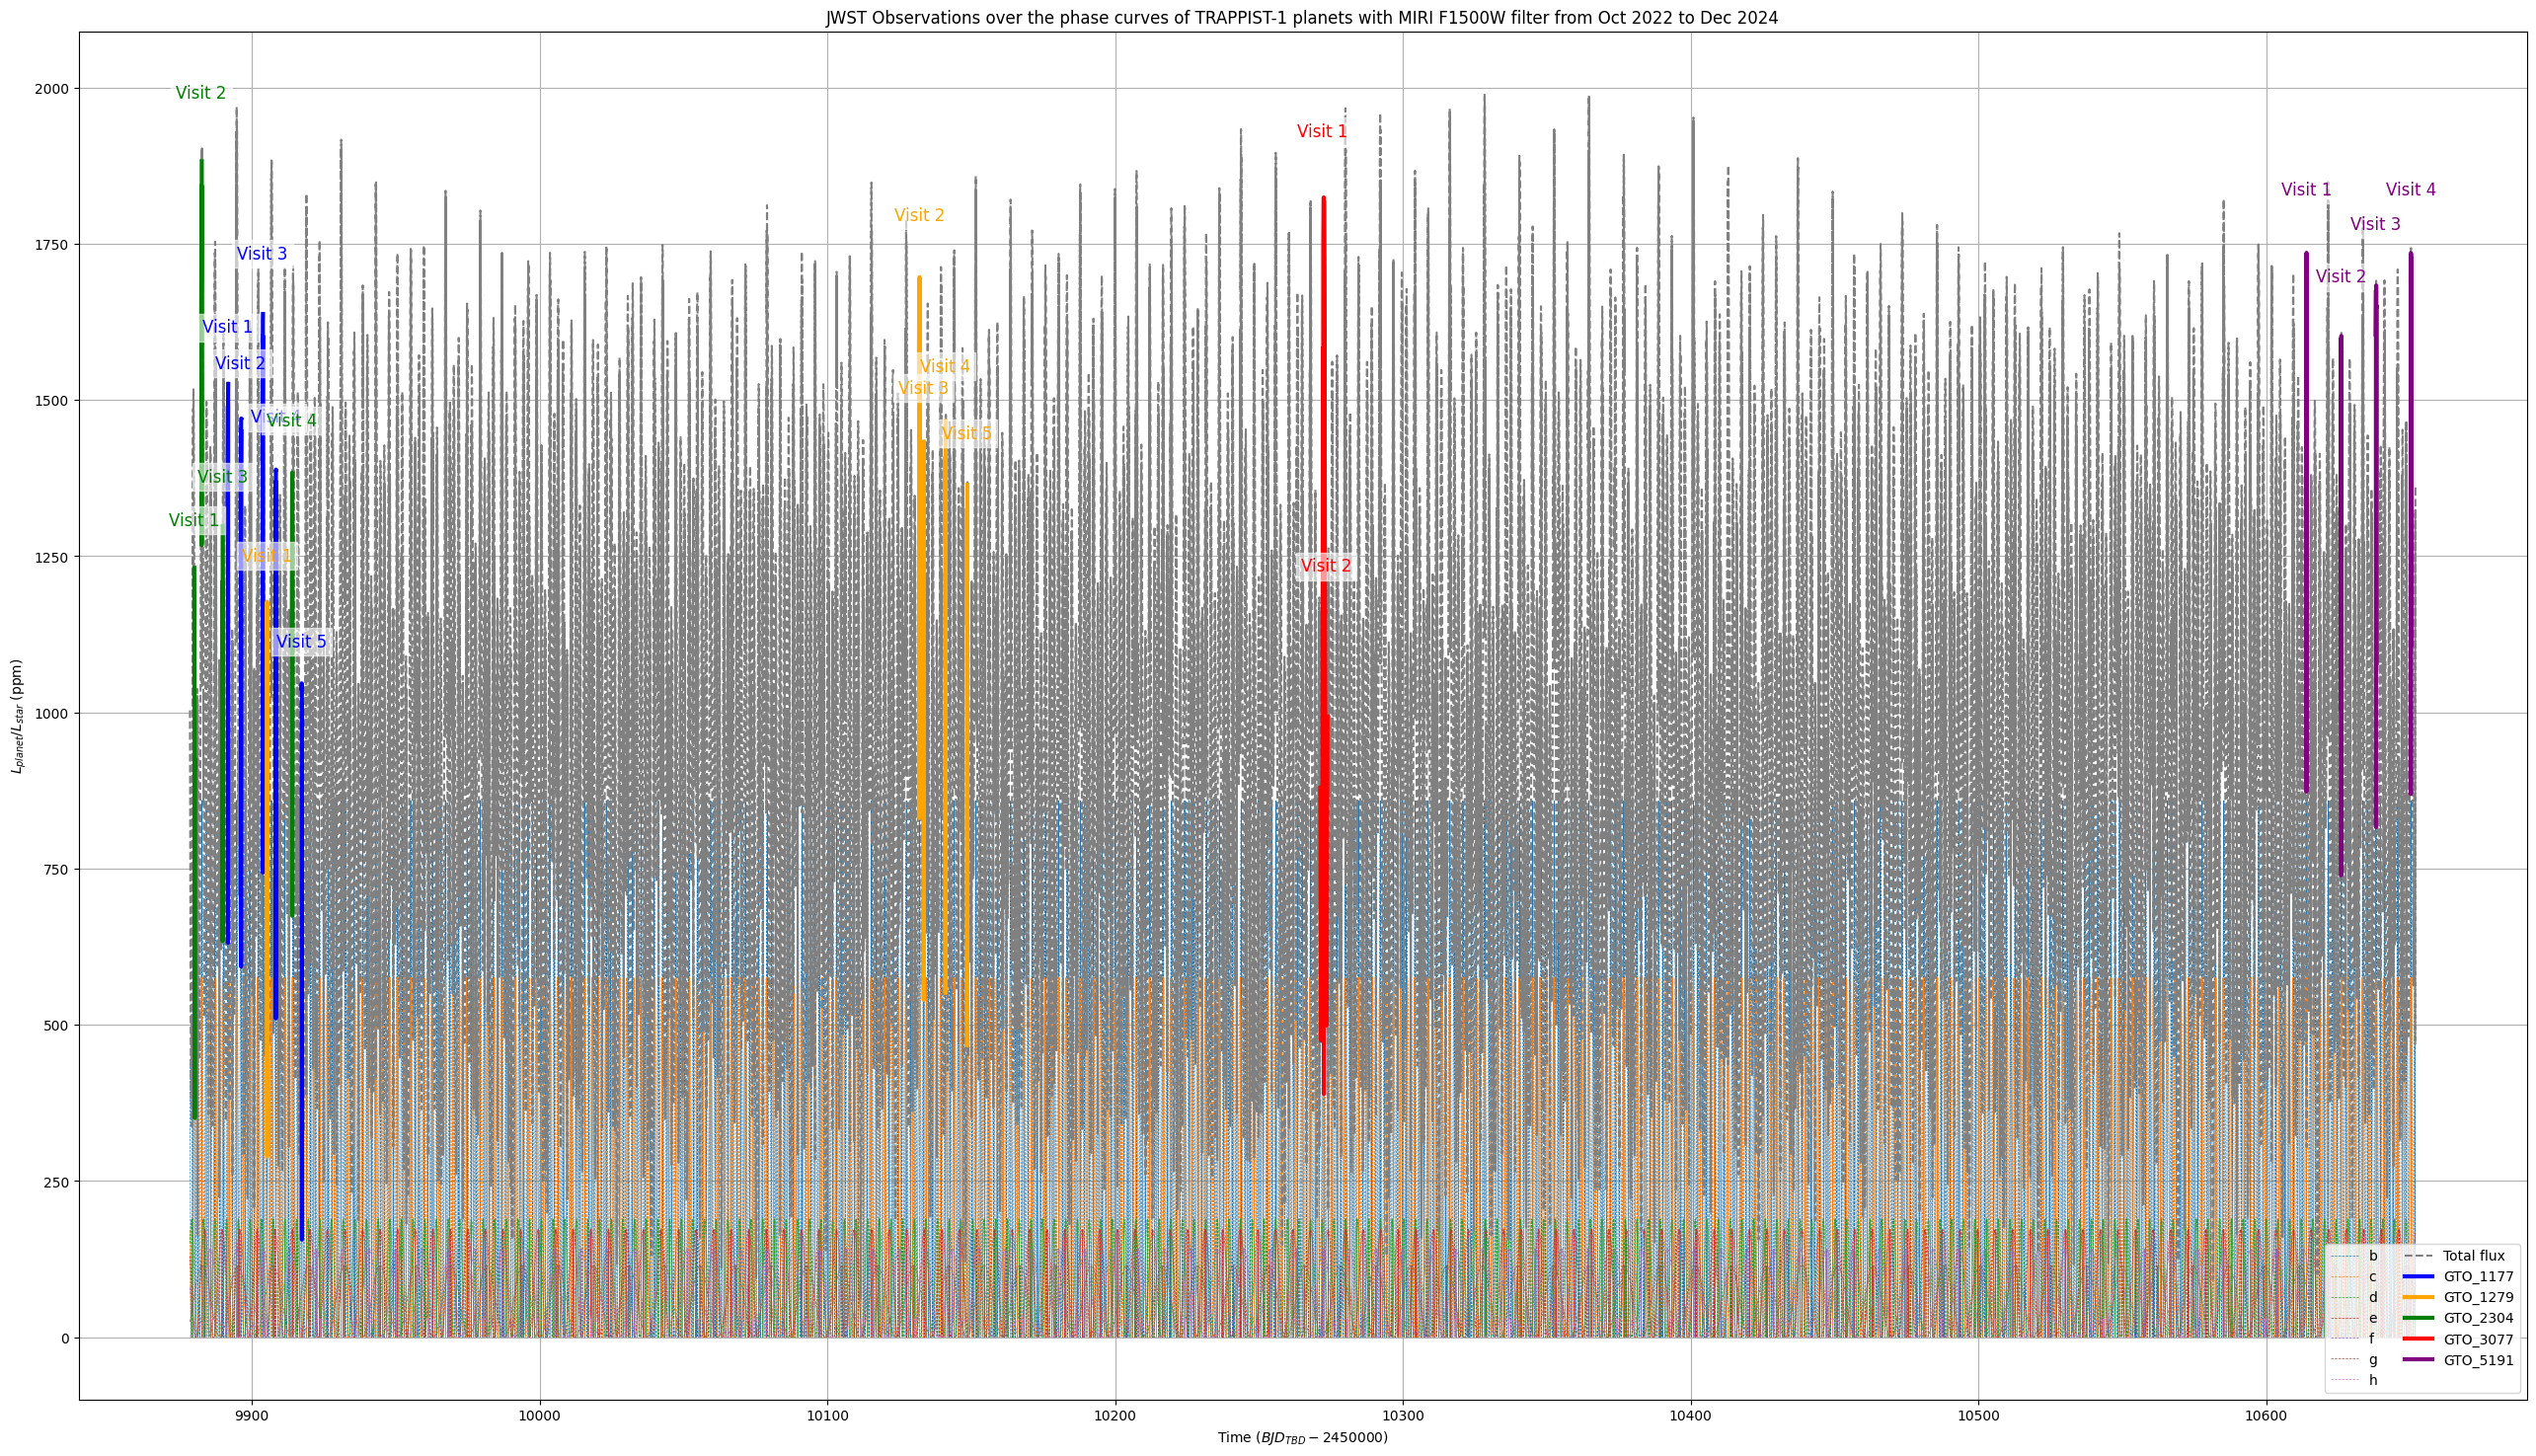 JWST Observations over the phase curves of TRAPPIST-1 planets with MIRI F1500W filter from Oct 2022 to Dec 2024
2000
1750
1500
1250
1000
750
500
250
0
L_planet/L_star (ppm)
Visit 2
Visit 3
Visit 1
Visit 2
Visit 4
Visit 3
Visit 1
Visit 1
Visit 5
Visit 2
Visit 4
Visit 3
Visit 5
Visit 1
Visit 2
Visit 1
Visit 4
Visit 3
Visit 2
b
c
d
e
f
g
h
Total flux
GTO_1177
GTO_1279
GTO_2304
GTO_3077
GTO_5191
9900
10000
10100
10200
10300
10400
10500
10600
Time (BJD_TBD − 2450000)